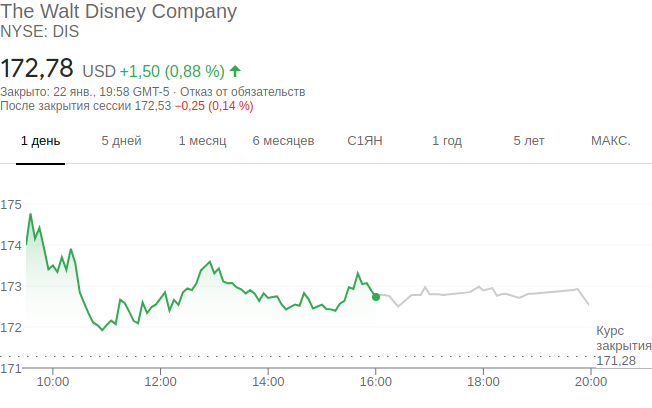 The Walt Disney Company
NYSE: DIS
172,78 USD +1,50 (0,88 %)
Закрыто: 22 янв., 19:58 GMT-5 · Отказ от обязательств
После закрытия сессии 172,53 −0,25 (0,14 %)
1 день 5 дней 1 месяц 6 месяцев С1ЯН 1 год 5 лет МАКС.
175
174
173
172
171
Курс
закрытия
171,28
10:00 12:00 14:00 16:00 18:00 20:00